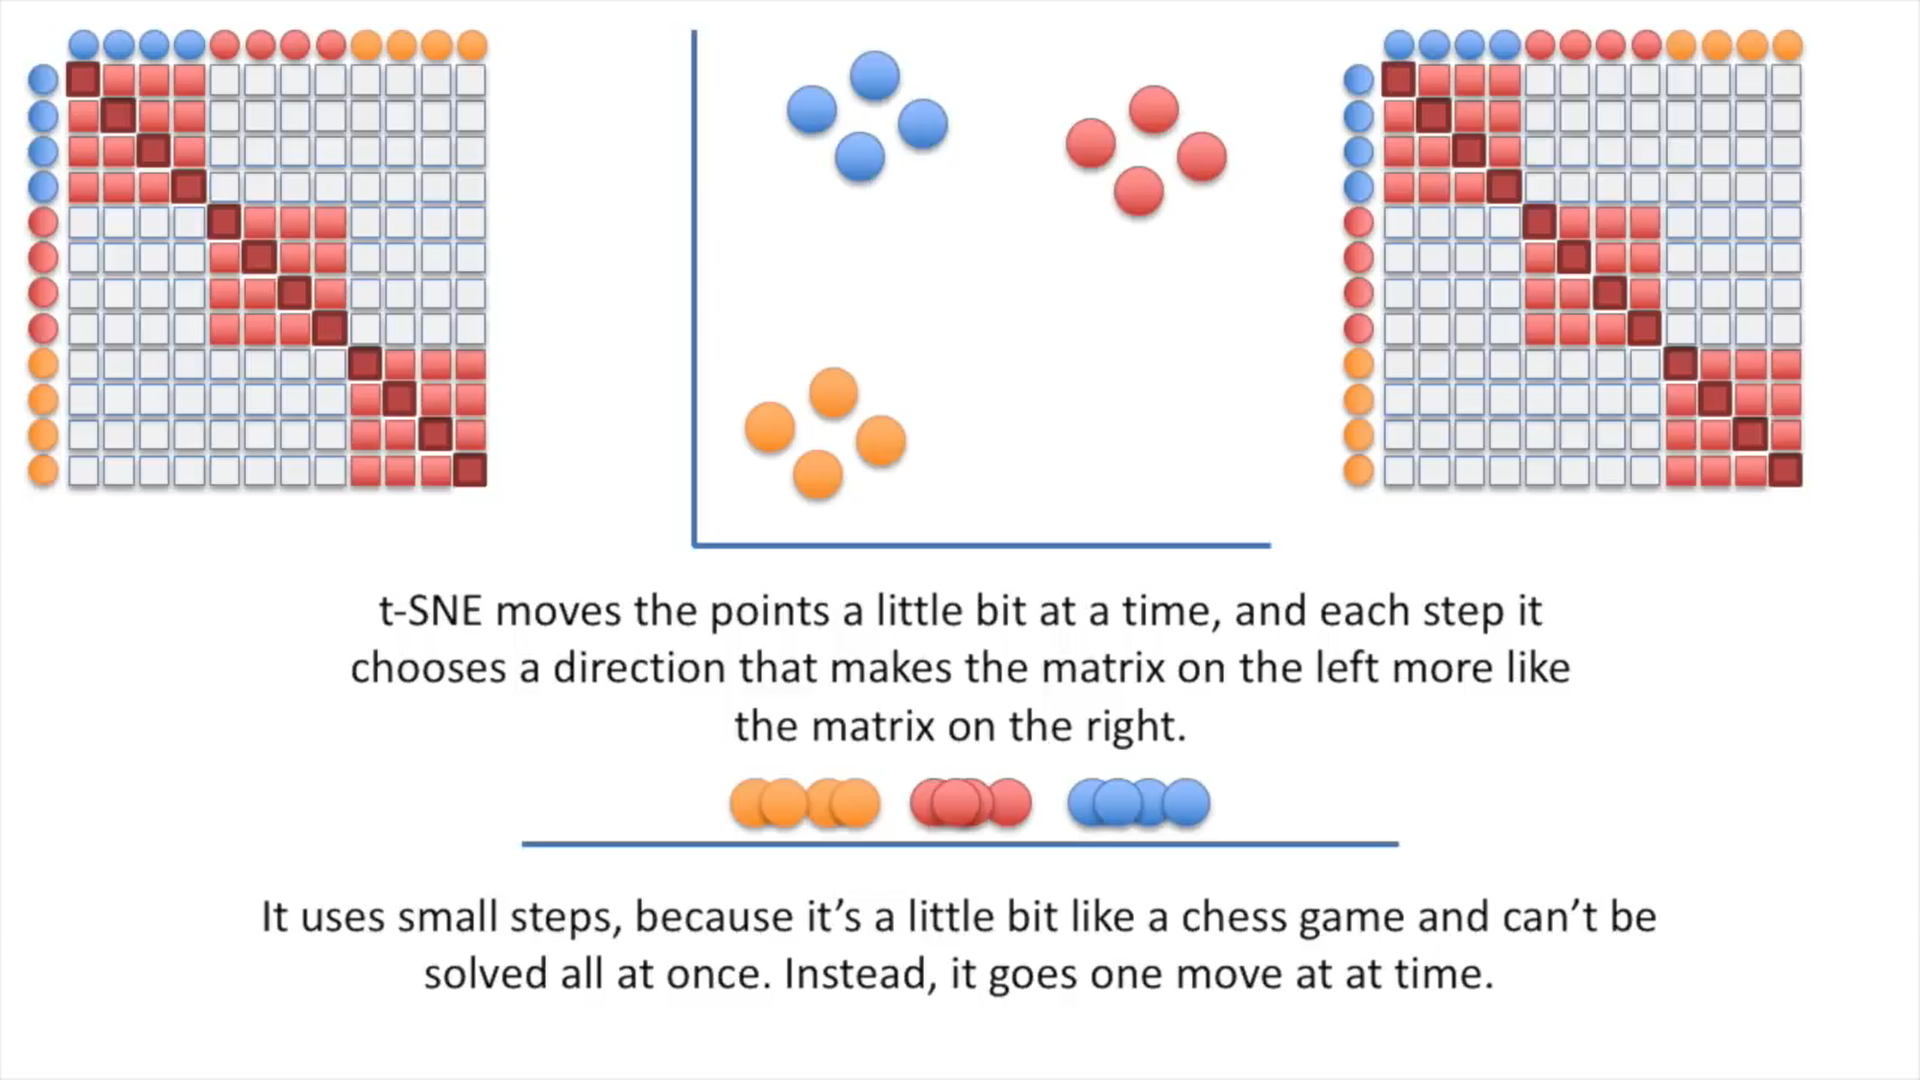 t-SNE moves the points a little bit at a time, and each step it
chooses a direction that makes the matrix on the left more like
the matrix on the right.
It uses small steps, because it’s a little bit like a chess game and can’t be
solved all at once. Instead, it goes one move at at time.